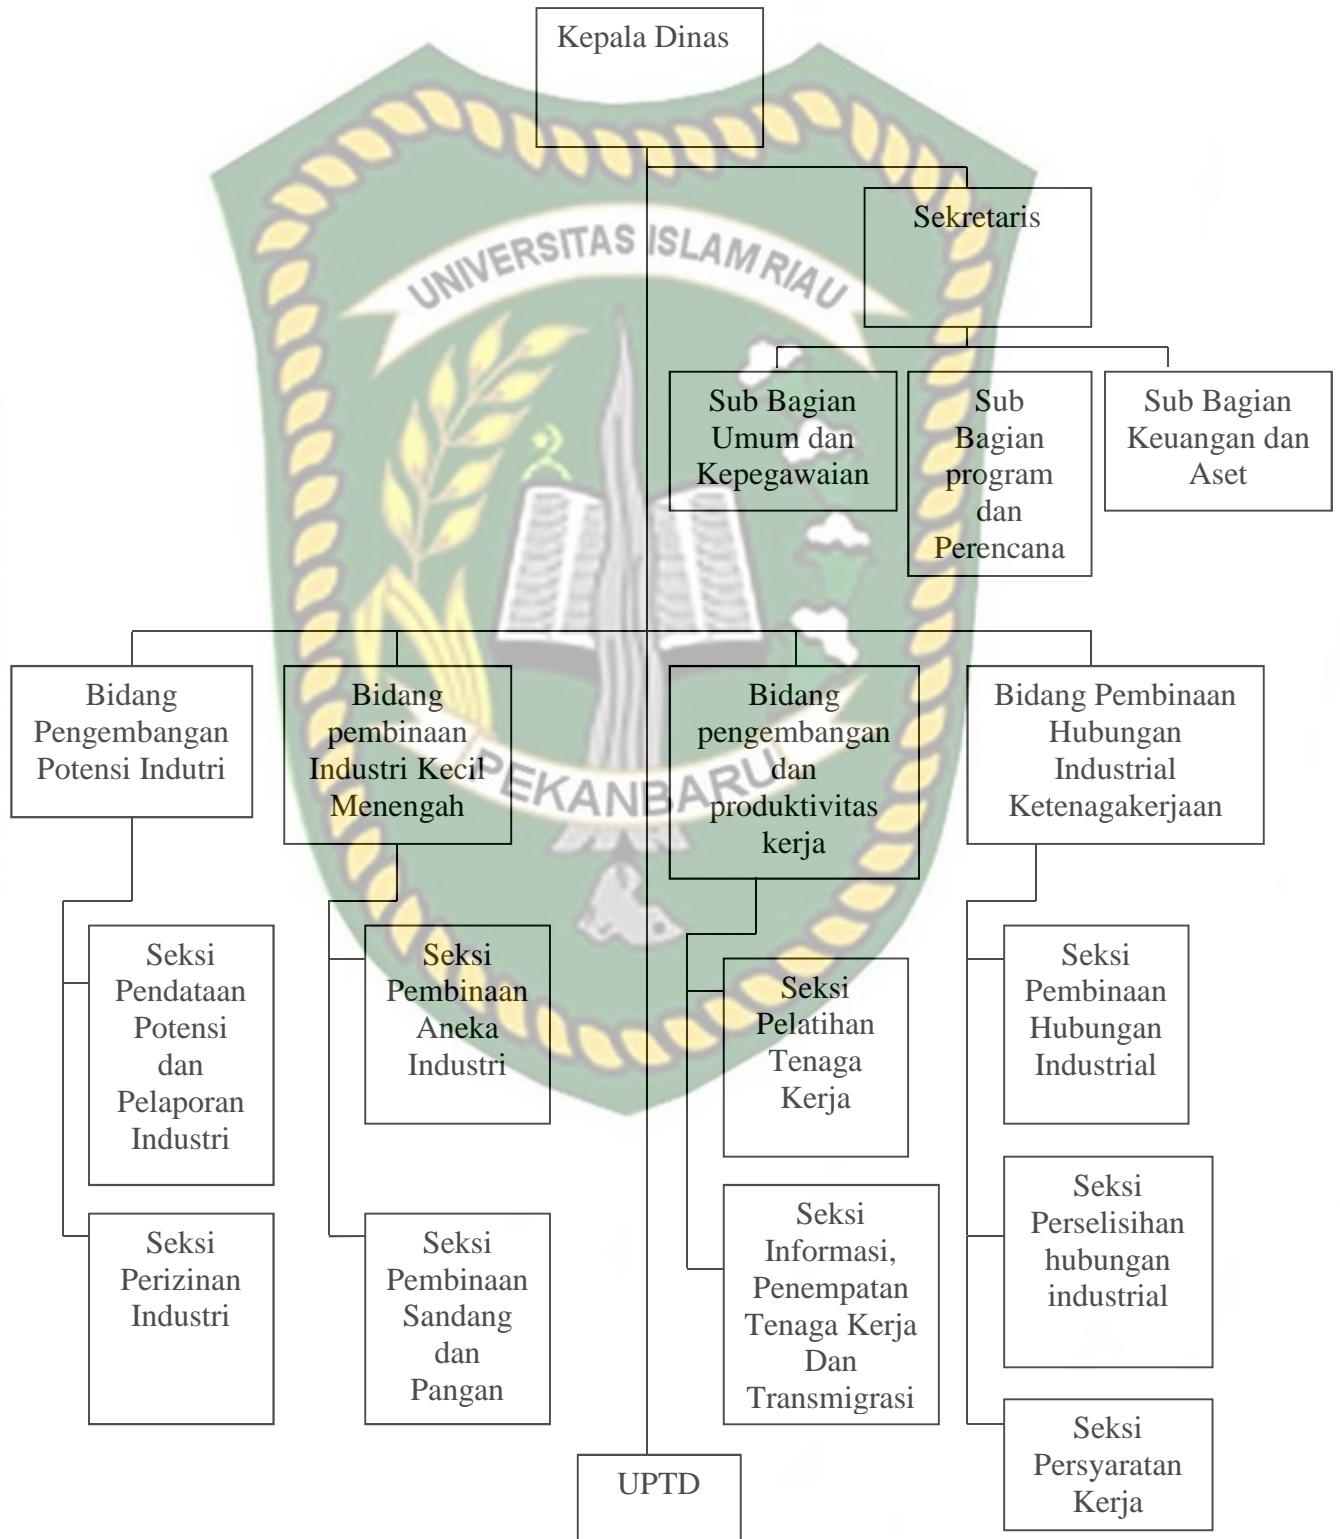 Kepala Dinas
Sekretaris
UNIVERSITAS ISLAM RIAU
Sub Bagian
Umum dan
Kepegawaian
Sub
Bagian
program
dan
Perencana
Sub Bagian
Keuangan dan
Aset
Bidang
Pengembangan
Potensi Indutri
Bidang
pembinaan
Industri Kecil
Menengah
Bidang
pengembangan
dan
produktivitas
kerja
Bidang Pembinaan
Hubungan
Industrial
Ketenagakerjaan
PEKANBARU
Seksi
Pendataan
Potensi
dan
Pelaporan
Industri
Seksi
Perizinan
Industri
Seksi
Pembinaan
Aneka
Industri
Seksi
Pembinaan
Sandang
dan
Pangan
Seksi
Pelatihan
Tenaga
Kerja
Seksi
Informasi,
Penempatan
Tenaga Kerja
Dan
Transmigrasi
Seksi
Pembinaan
Hubungan
Industrial
Seksi
Perselisihan
hubungan
industrial
Seksi
Persyaratan
Kerja
UPTD